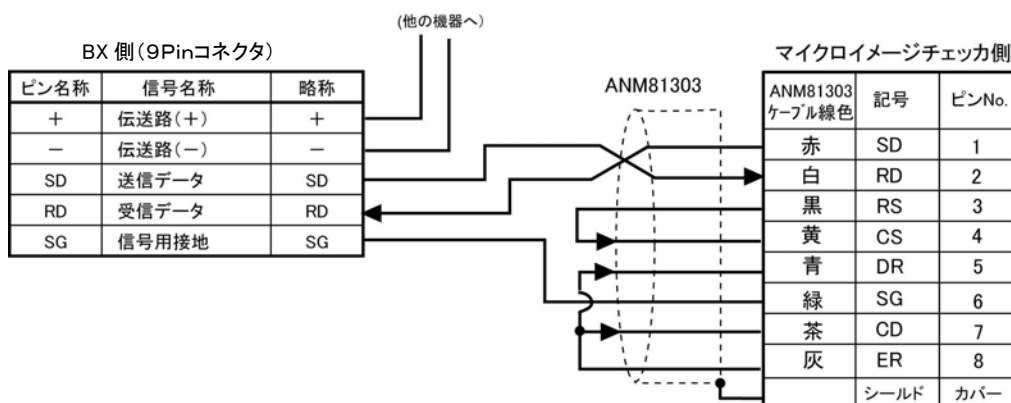 (他の機器へ)
BX 側(9Pinコネクタ)
ピン名称 信号名称 略称
＋ 伝送路(＋) ＋
－ 伝送路(－) －
SD 送信データ SD
RD 受信データ RD
SG 信号用接地 SG
ANM81303
マイクロイメージチェッカ側
ANM81303 ケーブル線色 記号 ピンNo.
赤 SD 1
白 RD 2
黒 RS 3
黄 CS 4
青 DR 5
緑 SG 6
茶 CD 7
灰 ER 8
シールド カバー